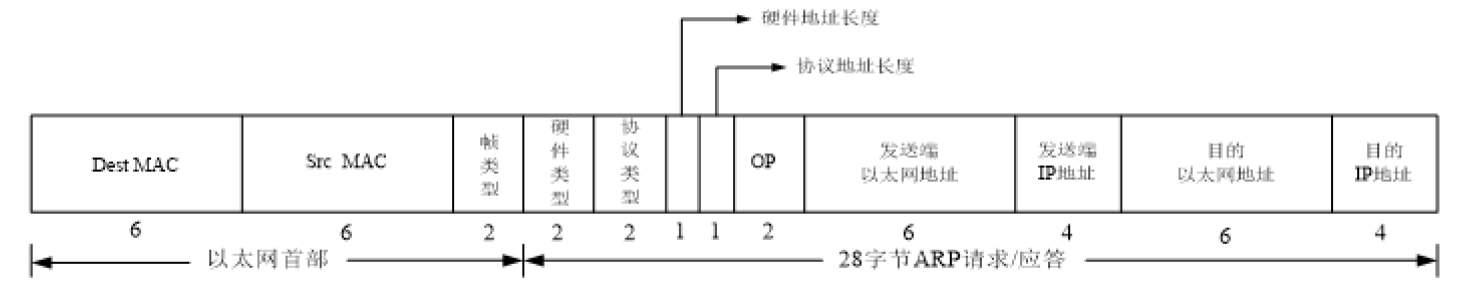 硬件地址长度
协议地址长度
Dest MAC
Src MAC
帧类型
硬件类型
协议类型
OP
发送端
以太网地址
发送端
IP地址
目的
以太网地址
目的
IP地址
6 6 2 2 2 1 1 2 6 4 6 4
以太网首部
28字节ARP请求/应答